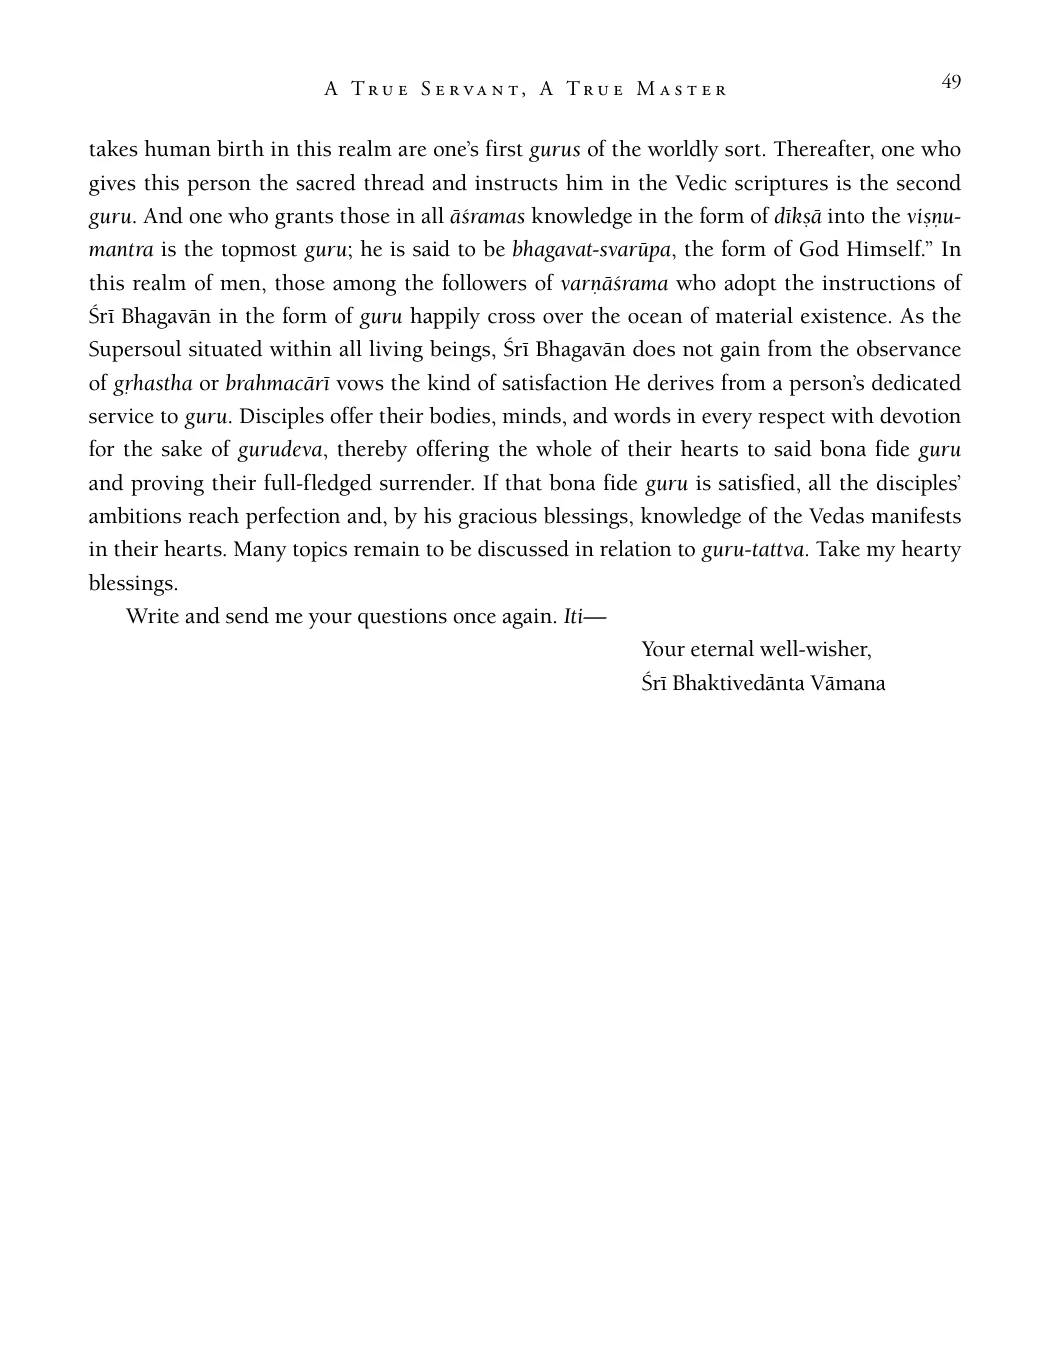 A True Servant, A True Master
49
takes human birth in this realm are one’s first gurus of the worldly sort. Thereafter, one who
gives this person the sacred thread and instructs him in the Vedic scriptures is the second
guru. And one who grants those in all āśramas knowledge in the form of dīkṣā into the viṣṇu-
mantra is the topmost guru; he is said to be bhagavat-svarūpa, the form of God Himself.” In
this realm of men, those among the followers of varṇāśrama who adopt the instructions of
Śrī Bhagavān in the form of guru happily cross over the ocean of material existence. As the
Supersoul situated within all living beings, Śrī Bhagavān does not gain from the observance
of gṛhastha or brahmacārī vows the kind of satisfaction He derives from a person’s dedicated
service to guru. Disciples offer their bodies, minds, and words in every respect with devotion
for the sake of gurudeva, thereby offering the whole of their hearts to said bona fide guru
and proving their full-fledged surrender. If that bona fide guru is satisfied, all the disciples’
ambitions reach perfection and, by his gracious blessings, knowledge of the Vedas manifests
in their hearts. Many topics remain to be discussed in relation to guru-tattva. Take my hearty
blessings.
Write and send me your questions once again. Iti—
Your eternal well-wisher,
Śrī Bhaktivedānta Vāmana